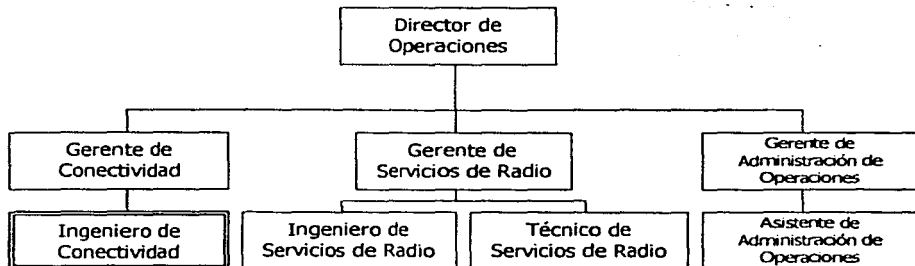 Director de
Operaciones
Gerente de
Conectividad
Gerente de
Servicios de Radio
Gerente de
Administración de
Operaciones
Ingeniero de
Conectividad
Ingeniero de
Servicios de Radio
Técnico de
Servicios de Radio
Asistente de
Administración de
Operaciones